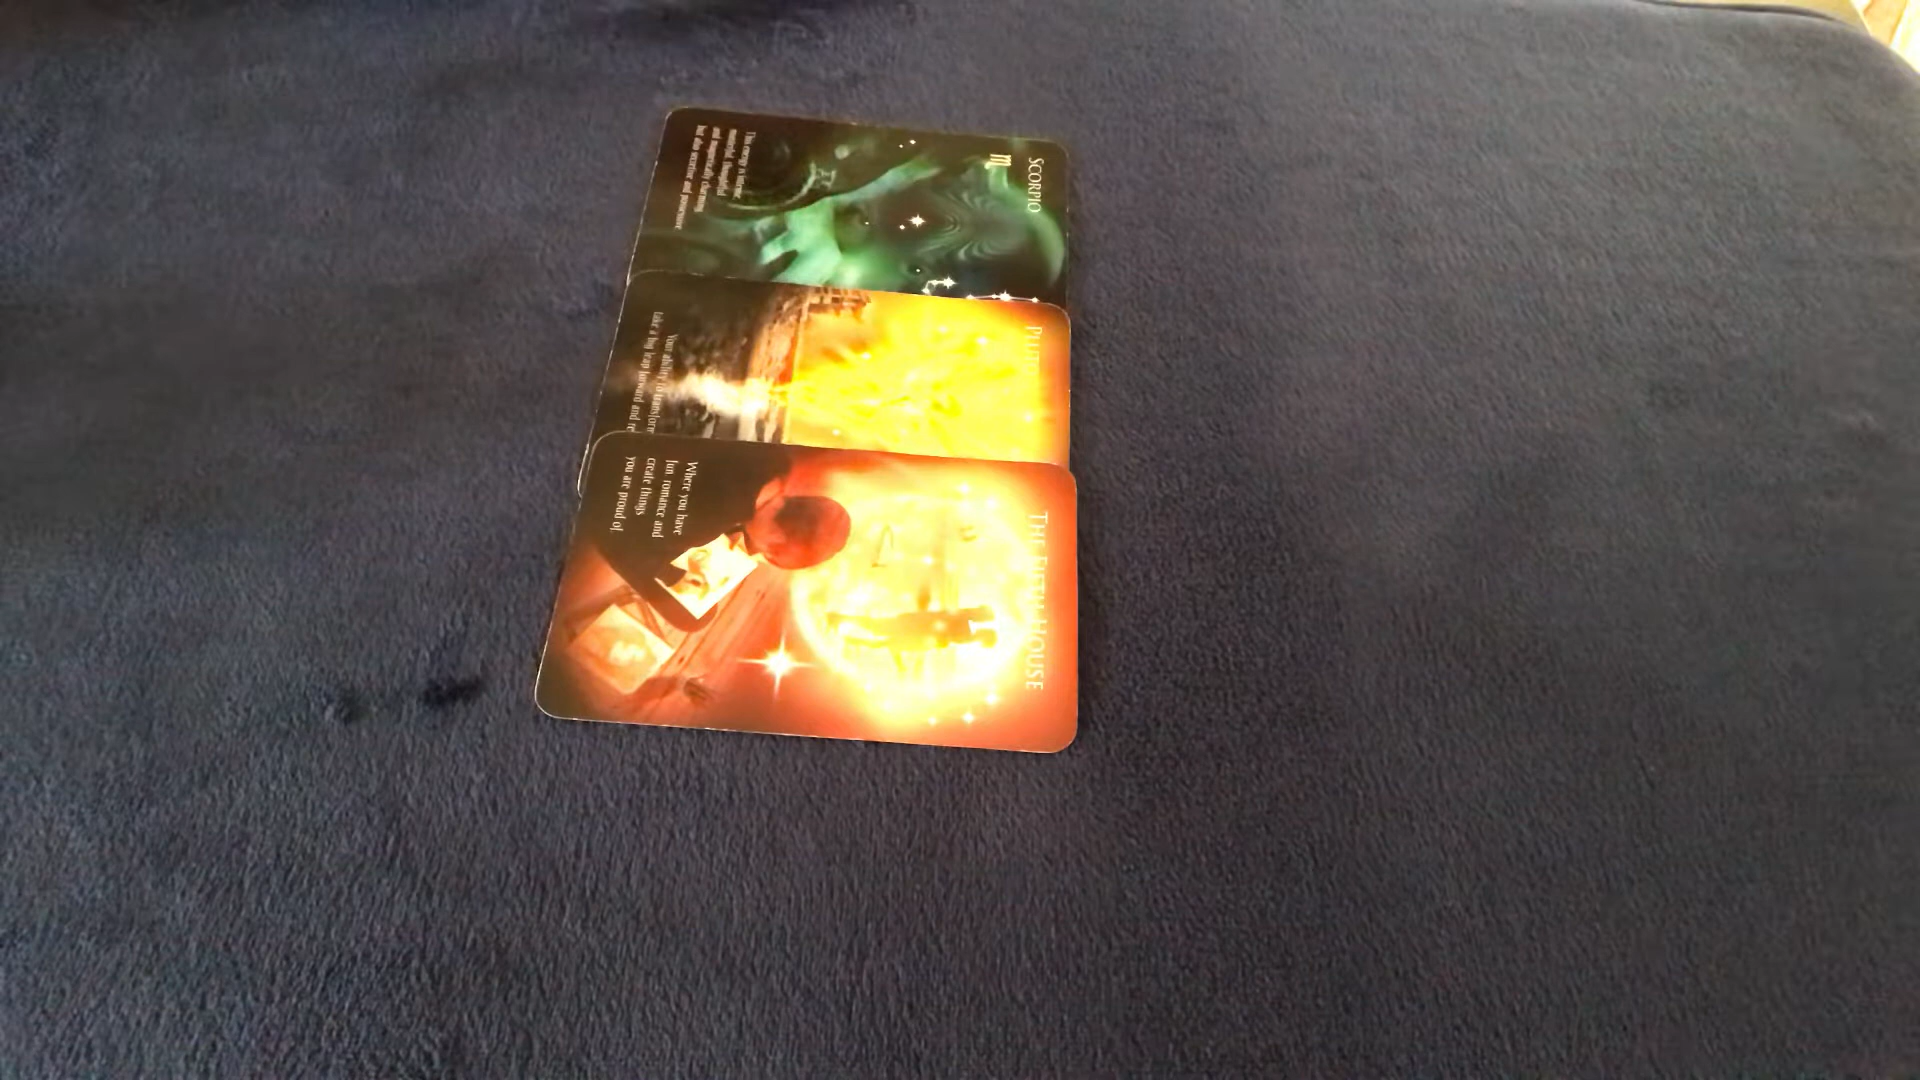 SCORPIO
♏
This energy is intense
masterful, thoughtful
and magnetically charming
but also secretive and possessive
PLUTO
Your ability to transform
take a big leap forward and
THE FIFTH HOUSE
Where you have
fun romance and
create things
you are proud of.